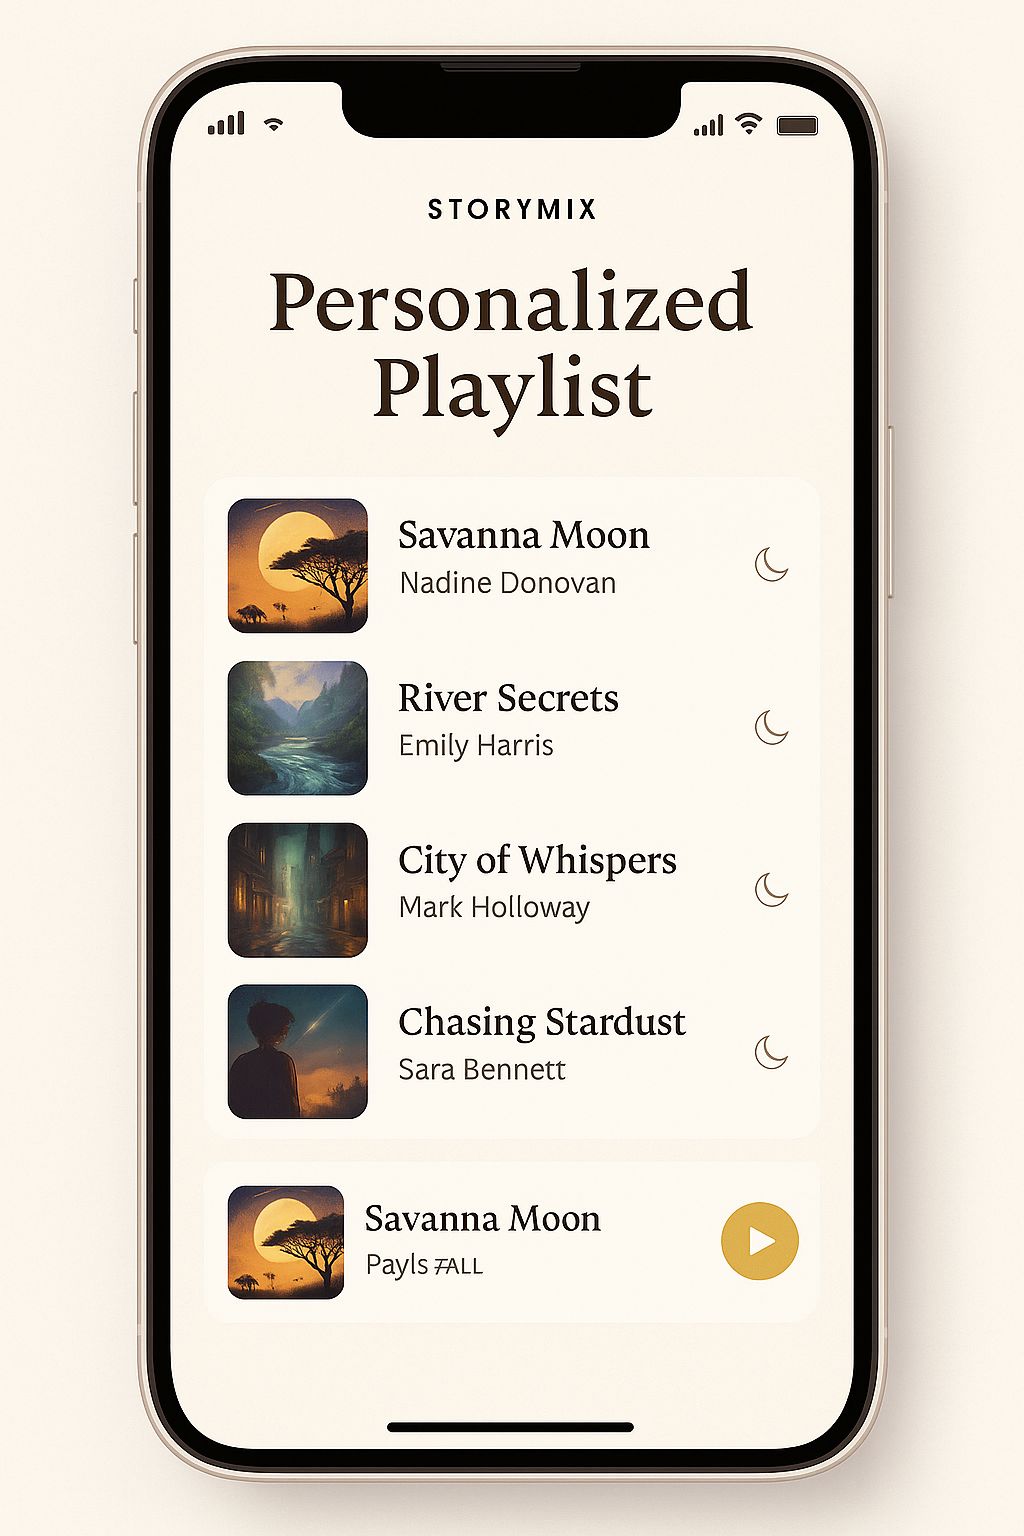 STORYMIX
Personalized
Playlist
Savanna Moon
Nadine Donovan
River Secrets
Emily Harris
City of Whispers
Mark Holloway
Chasing Stardust
Sara Bennett
Savanna Moon
Payls